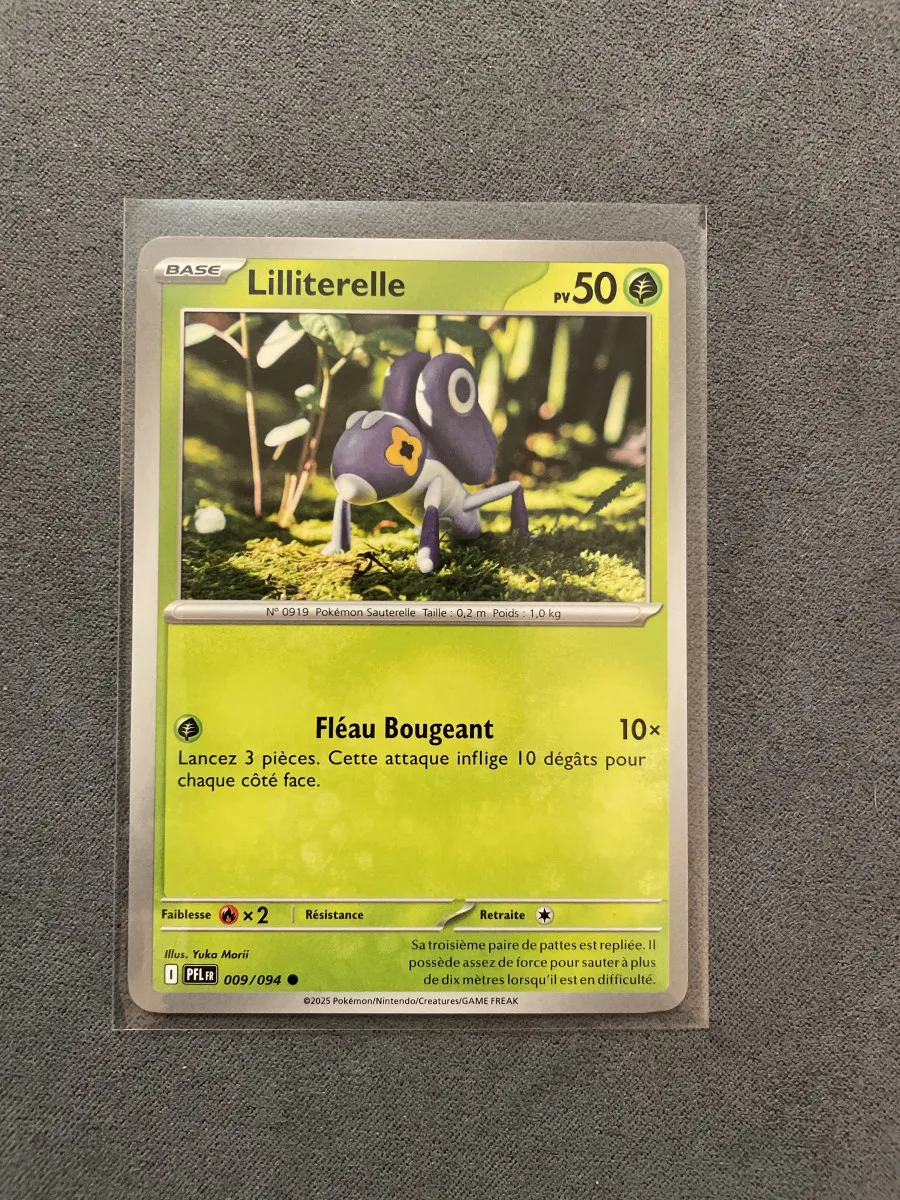 BASE
Lilliterelle
PV 50
N° 0919 Pokémon Sauterelle Taille : 0,2 m Poids : 1,0 kg
Fléau Bougeant 10×
Lancez 3 pièces. Cette attaque inflige 10 dégâts pour
chaque côté face.
Faiblesse ×2 Résistance Retraite
Illus. Yuka Morii
I PFL FR 009/094
Sa troisième paire de pattes est repliée. Il
possède assez de force pour sauter à plus
de dix mètres lorsqu'il est en difficulté.
©2025 Pokémon/Nintendo/Creatures/GAME FREAK